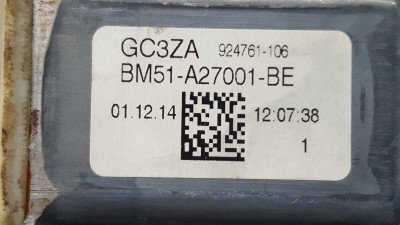 GC3ZA 924761-106
BM51-A27001-BE
01.12.14 12:07:38
1